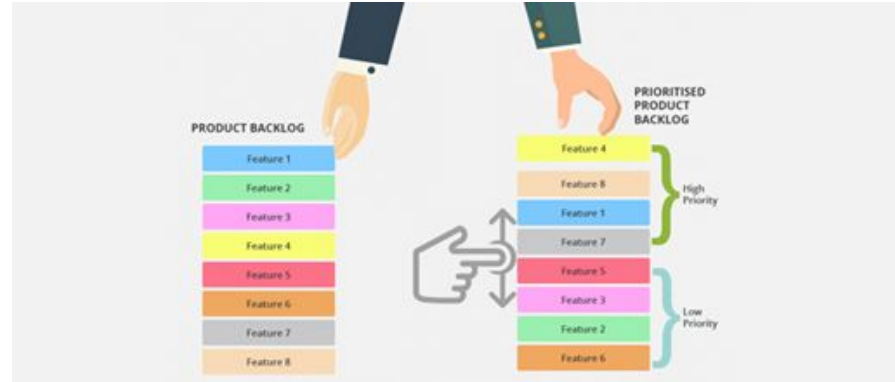 PRODUCT BACKLOG
Feature 1
Feature 2
Feature 3
Feature 4
Feature 5
Feature 6
Feature 7
Feature 8
PRIORITISED
PRODUCT
BACKLOG
Feature 4
Feature 8
Feature 1
Feature 7
Feature 5
Feature 3
Feature 2
Feature 6
High
Priority
Low
Priority